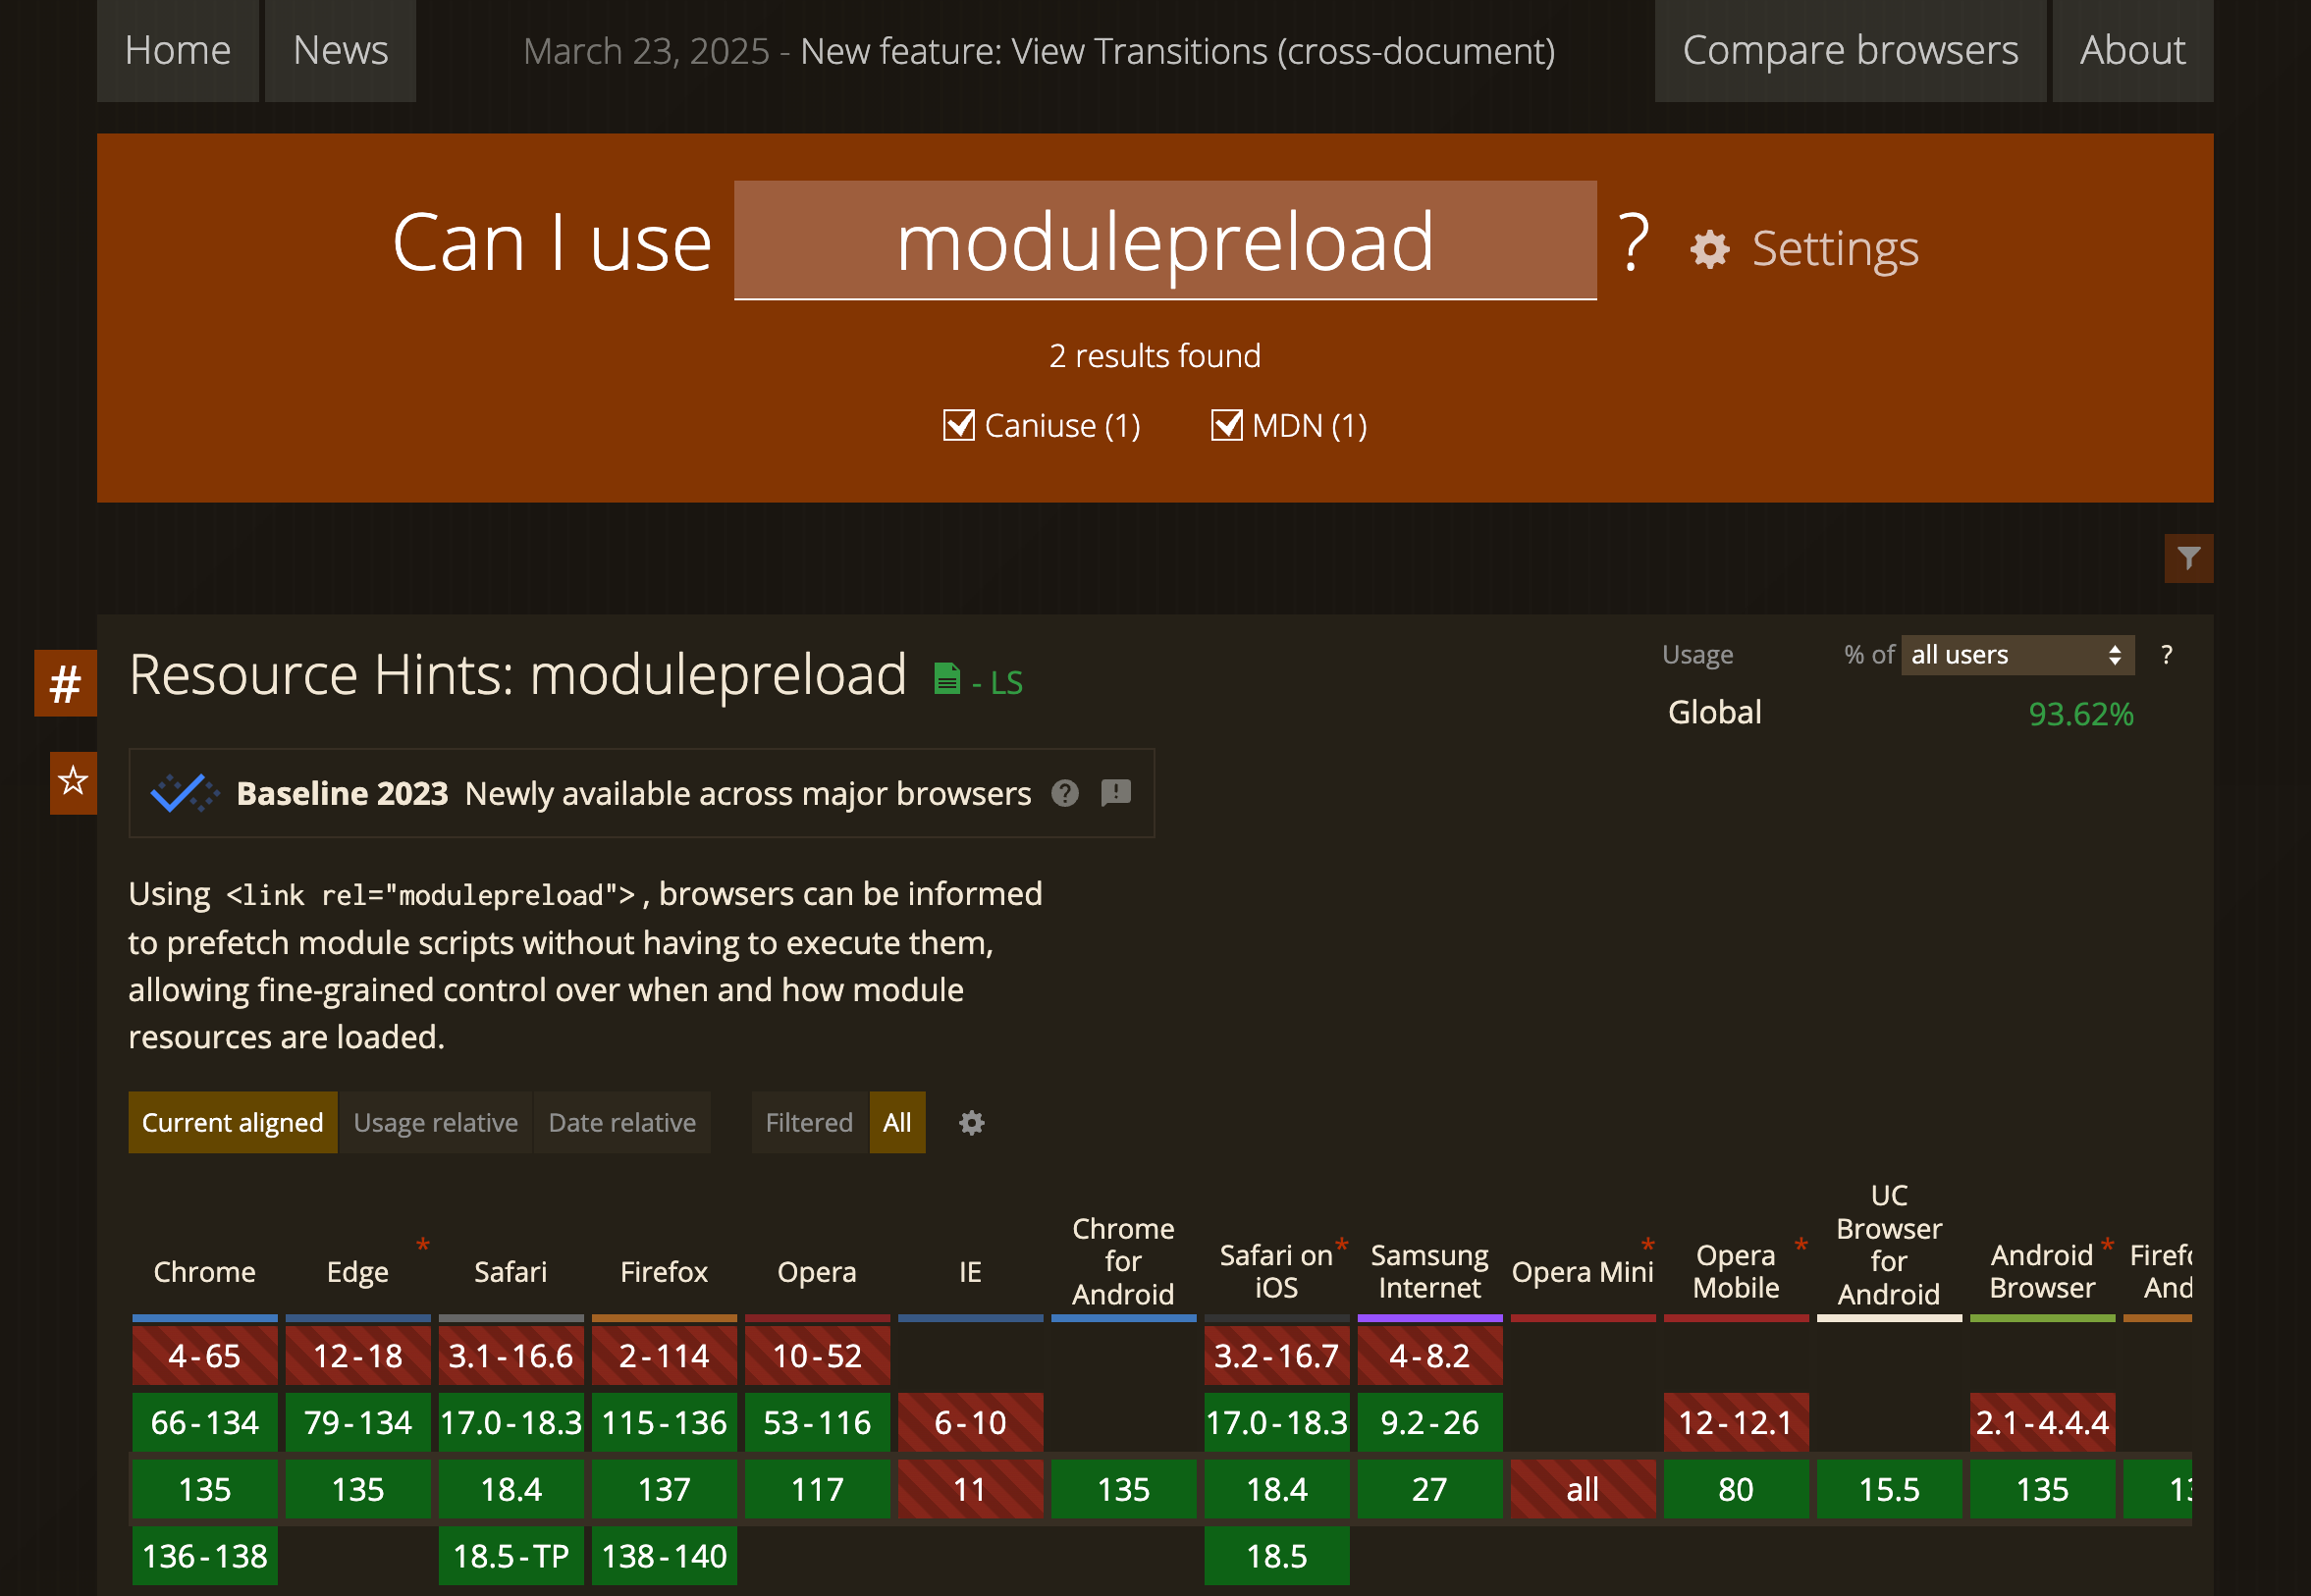 Home News March 23, 2025 - New feature: View Transitions (cross-document) Compare browsers About
Can I use modulepreload ? Settings
2 results found
Caniuse (1) MDN (1)
# Resource Hints: modulepreload - LS
Usage % of all users ?
Global 93.62%
Baseline 2023 Newly available across major browsers
Using <link rel="modulepreload">, browsers can be informed
to prefetch module scripts without having to execute them,
allowing fine-grained control over when and how module
resources are loaded.
Current aligned Usage relative Date relative Filtered All
Chrome
Edge *
Safari
Firefox
Opera
IE
Chrome
for
Android
Safari on *
iOS
Samsung
Internet
Opera Mini *
Opera *
Mobile
UC
Browser
for
Android
Android *
Browser
4-65 12-18 3.1-16.6 2-114 10-52 3.2-16.7 4-8.2
66-134 79-134 17.0-18.3 115-136 53-116 6-10 17.0-18.3 9.2-26 12-12.1 2.1-4.4.4
135 135 18.4 137 117 11 135 18.4 27 all 80 15.5 135
136-138 18.5-TP 138-140 18.5